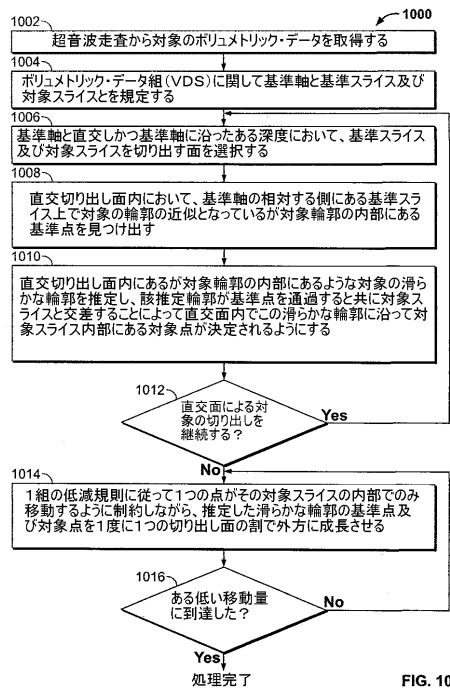 1000
1002
超音波走査から対象のボリュメトリック・データを取得する
1004
ボリュメトリック・データ組(VDS)に関して基準軸と基準スライス及び
対象スライスとを規定する
1006
基準軸と直交しかつ基準軸に沿ったある深度において、基準スライス
及び対象スライスを切り出す面を選択する
1008
直交切り出し面内において、基準軸の相対する側にある基準スラ
イス上で対象の輪郭の近似となっているが対象輪郭の内部にある
基準点を見つけ出す
1010
直交切り出し面内にあるが対象輪郭の内部にあるような対象の滑ら
かな輪郭を推定し、該推定輪郭が基準点を通過すると共に対象スラ
イスと交差することによって直交面内でこの滑らかな輪郭に沿って対
象スライス内部にある対象点が決定されるようにする
1012
直交面による対
象の切り出しを
継続する?
Yes
No
1014
1組の低減規則に従って1つの点がその対象スライスの内部でのみ
移動するように制約しながら、推定した滑らかな輪郭の基準点及
び対象点を1度に1つの切り出し面の割で外方に成長させる
1016
ある低い移動量
に到達した?
No
Yes
処理完了
FIG. 10